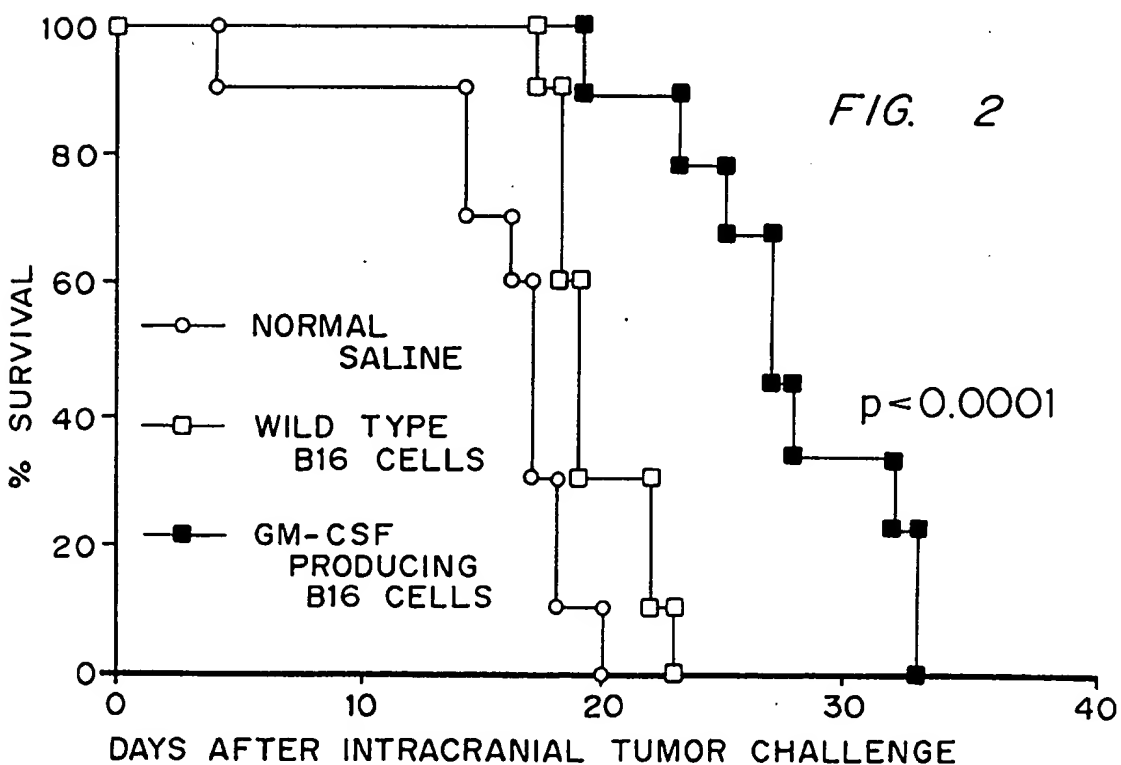 100
80
60
40
20
0
% SURVIVAL
FIG. 2
NORMAL
SALINE
WILD TYPE
B16 CELLS
GM-CSF
PRODUCING
B16 CELLS
p < 0.0001
0 10 20 30 40
DAYS AFTER INTRACRANIAL TUMOR CHALLENGE